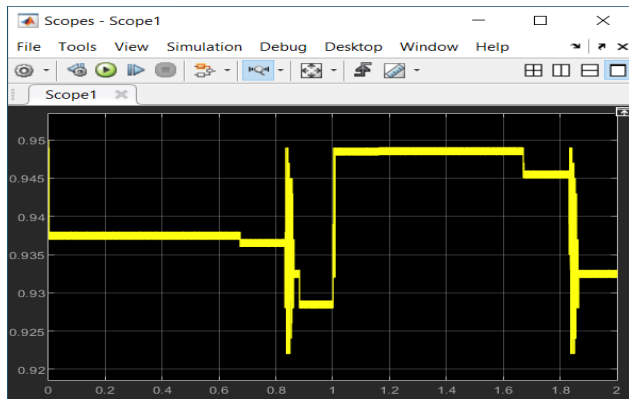 Scopes - Scope1
File Tools View Simulation Debug Desktop Window Help
Scope1
0.95
0.945
0.94
0.935
0.93
0.925
0.92
0 0.2 0.4 0.6 0.8 1 1.2 1.4 1.6 1.8 2